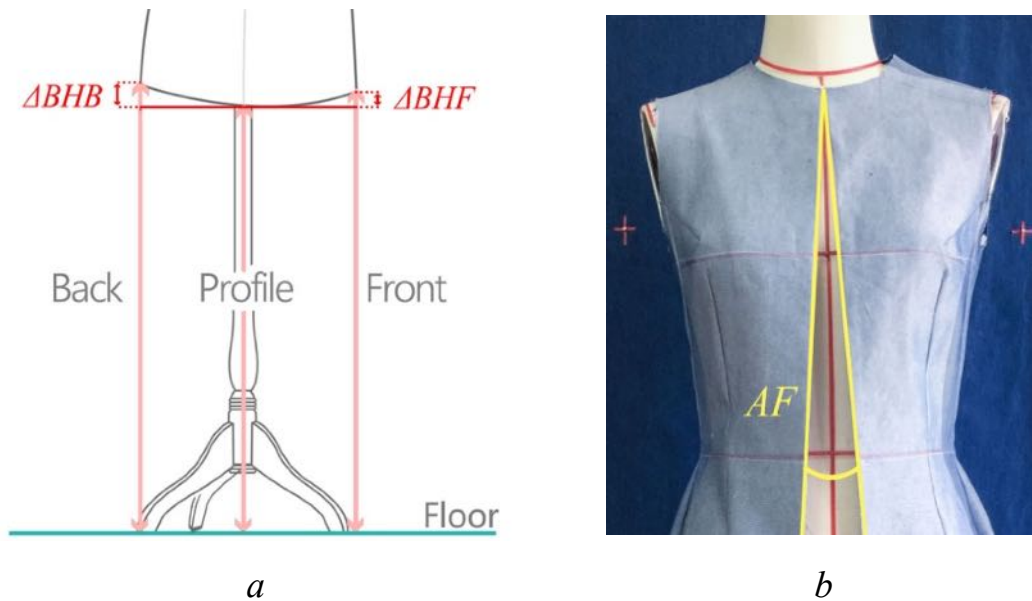 ΔBHB
ΔBHF
Back
Profile
Front
Floor
AF
a
b